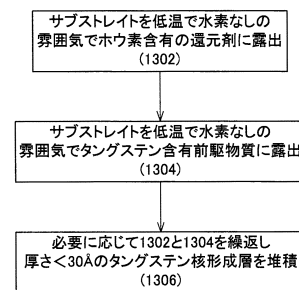 サブストレイトを低温で水素なしの
雰囲気でホウ素含有の還元剤に露出
(1302)
サブストレイトを低温で水素なしの
雰囲気でタングステン含有前駆物質に露出
(1304)
必要に応じて1302と1304を繰返し
厚さ<30Åのタングステン核形成層を堆積
(1306)